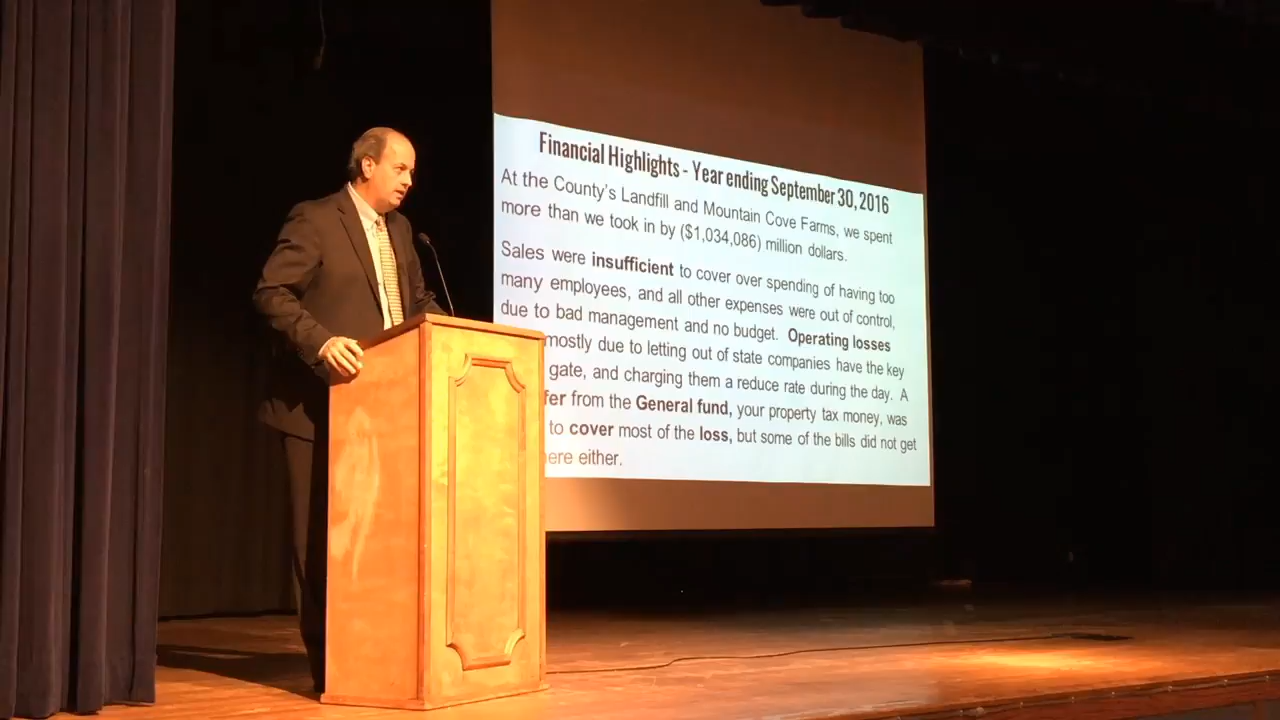 Financial Highlights - Year ending September 30, 2016
At the County's Landfill and Mountain Cove Farms, we spent
more than we took in by ($1,034,086) million dollars.
Sales were insufficient to cover over spending of having too
many employees, and all other expenses were out of control,
due to bad management and no budget. Operating losses
mostly due to letting out of state companies have the key
gate, and charging them a reduce rate during the day. A
fer from the General fund, your property tax money, was
to cover most of the loss, but some of the bills did not get
ere either.